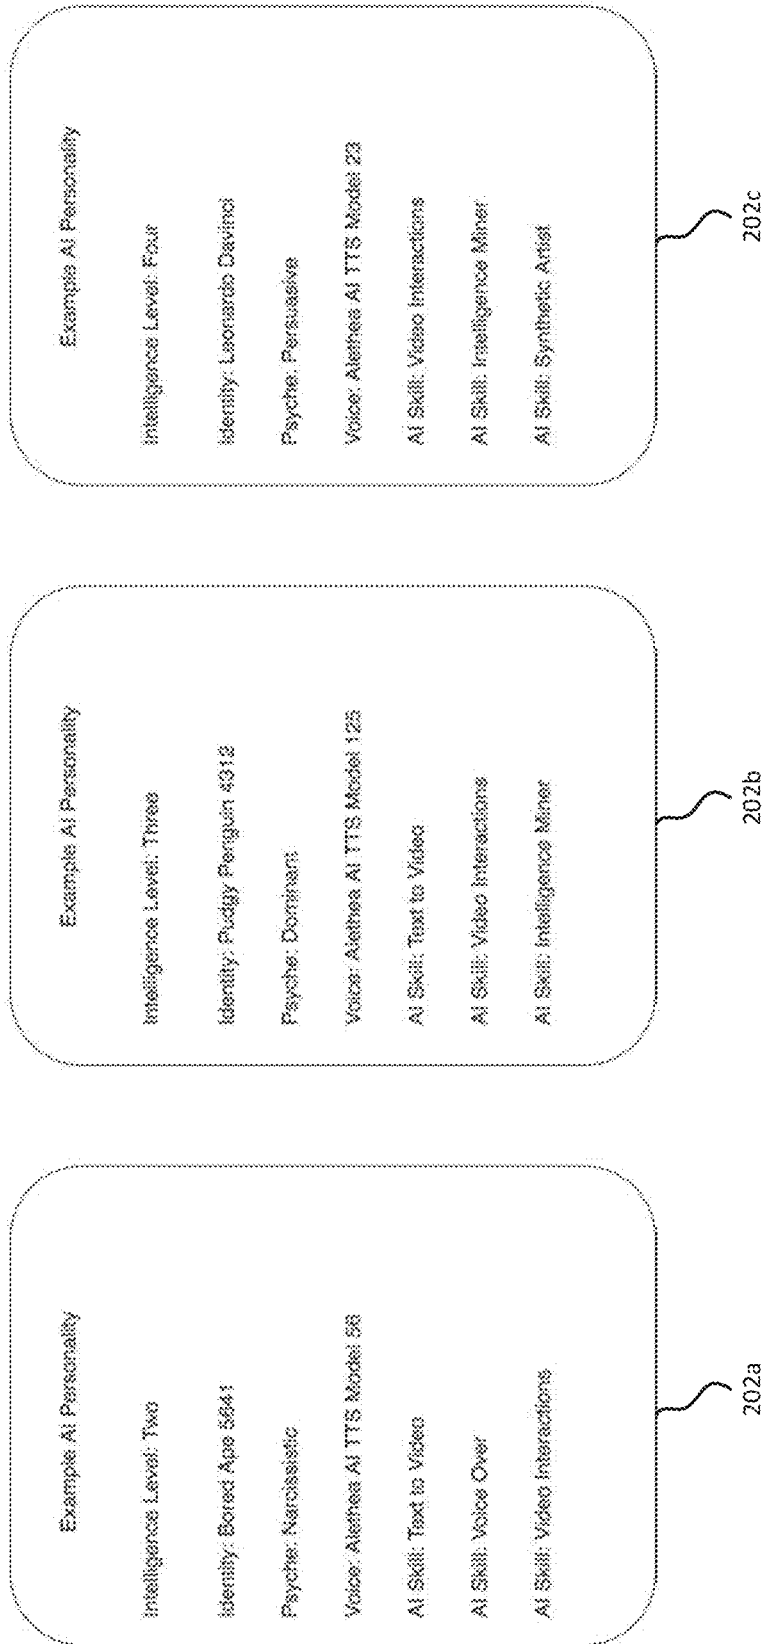 Example AI Personality
Intelligence Level: Two
Identity: Bored Ape 5641
Psyche: Narcissistic
Voice: Alethea AI TTS Model 56
AI Skill: Text to Video
AI Skill: Voice Over
AI Skill: Video Interactions
202a
Example AI Personality
Intelligence Level: Three
Identity: Pudgy Penguin 4312
Psyche: Dominant
Voice: Alethea AI TTS Model 125
AI Skill: Text to Video
AI Skill: Video Interactions
AI Skill: Intelligence Miner
202b
Example AI Personality
Intelligence Level: Four
Identity: Leonardo Davinci
Psyche: Persuasive
Voice: Alethea AI TTS Model 23
AI Skill: Video Interactions
AI Skill: Intelligence Miner
AI Skill: Synthetic Artist
202c